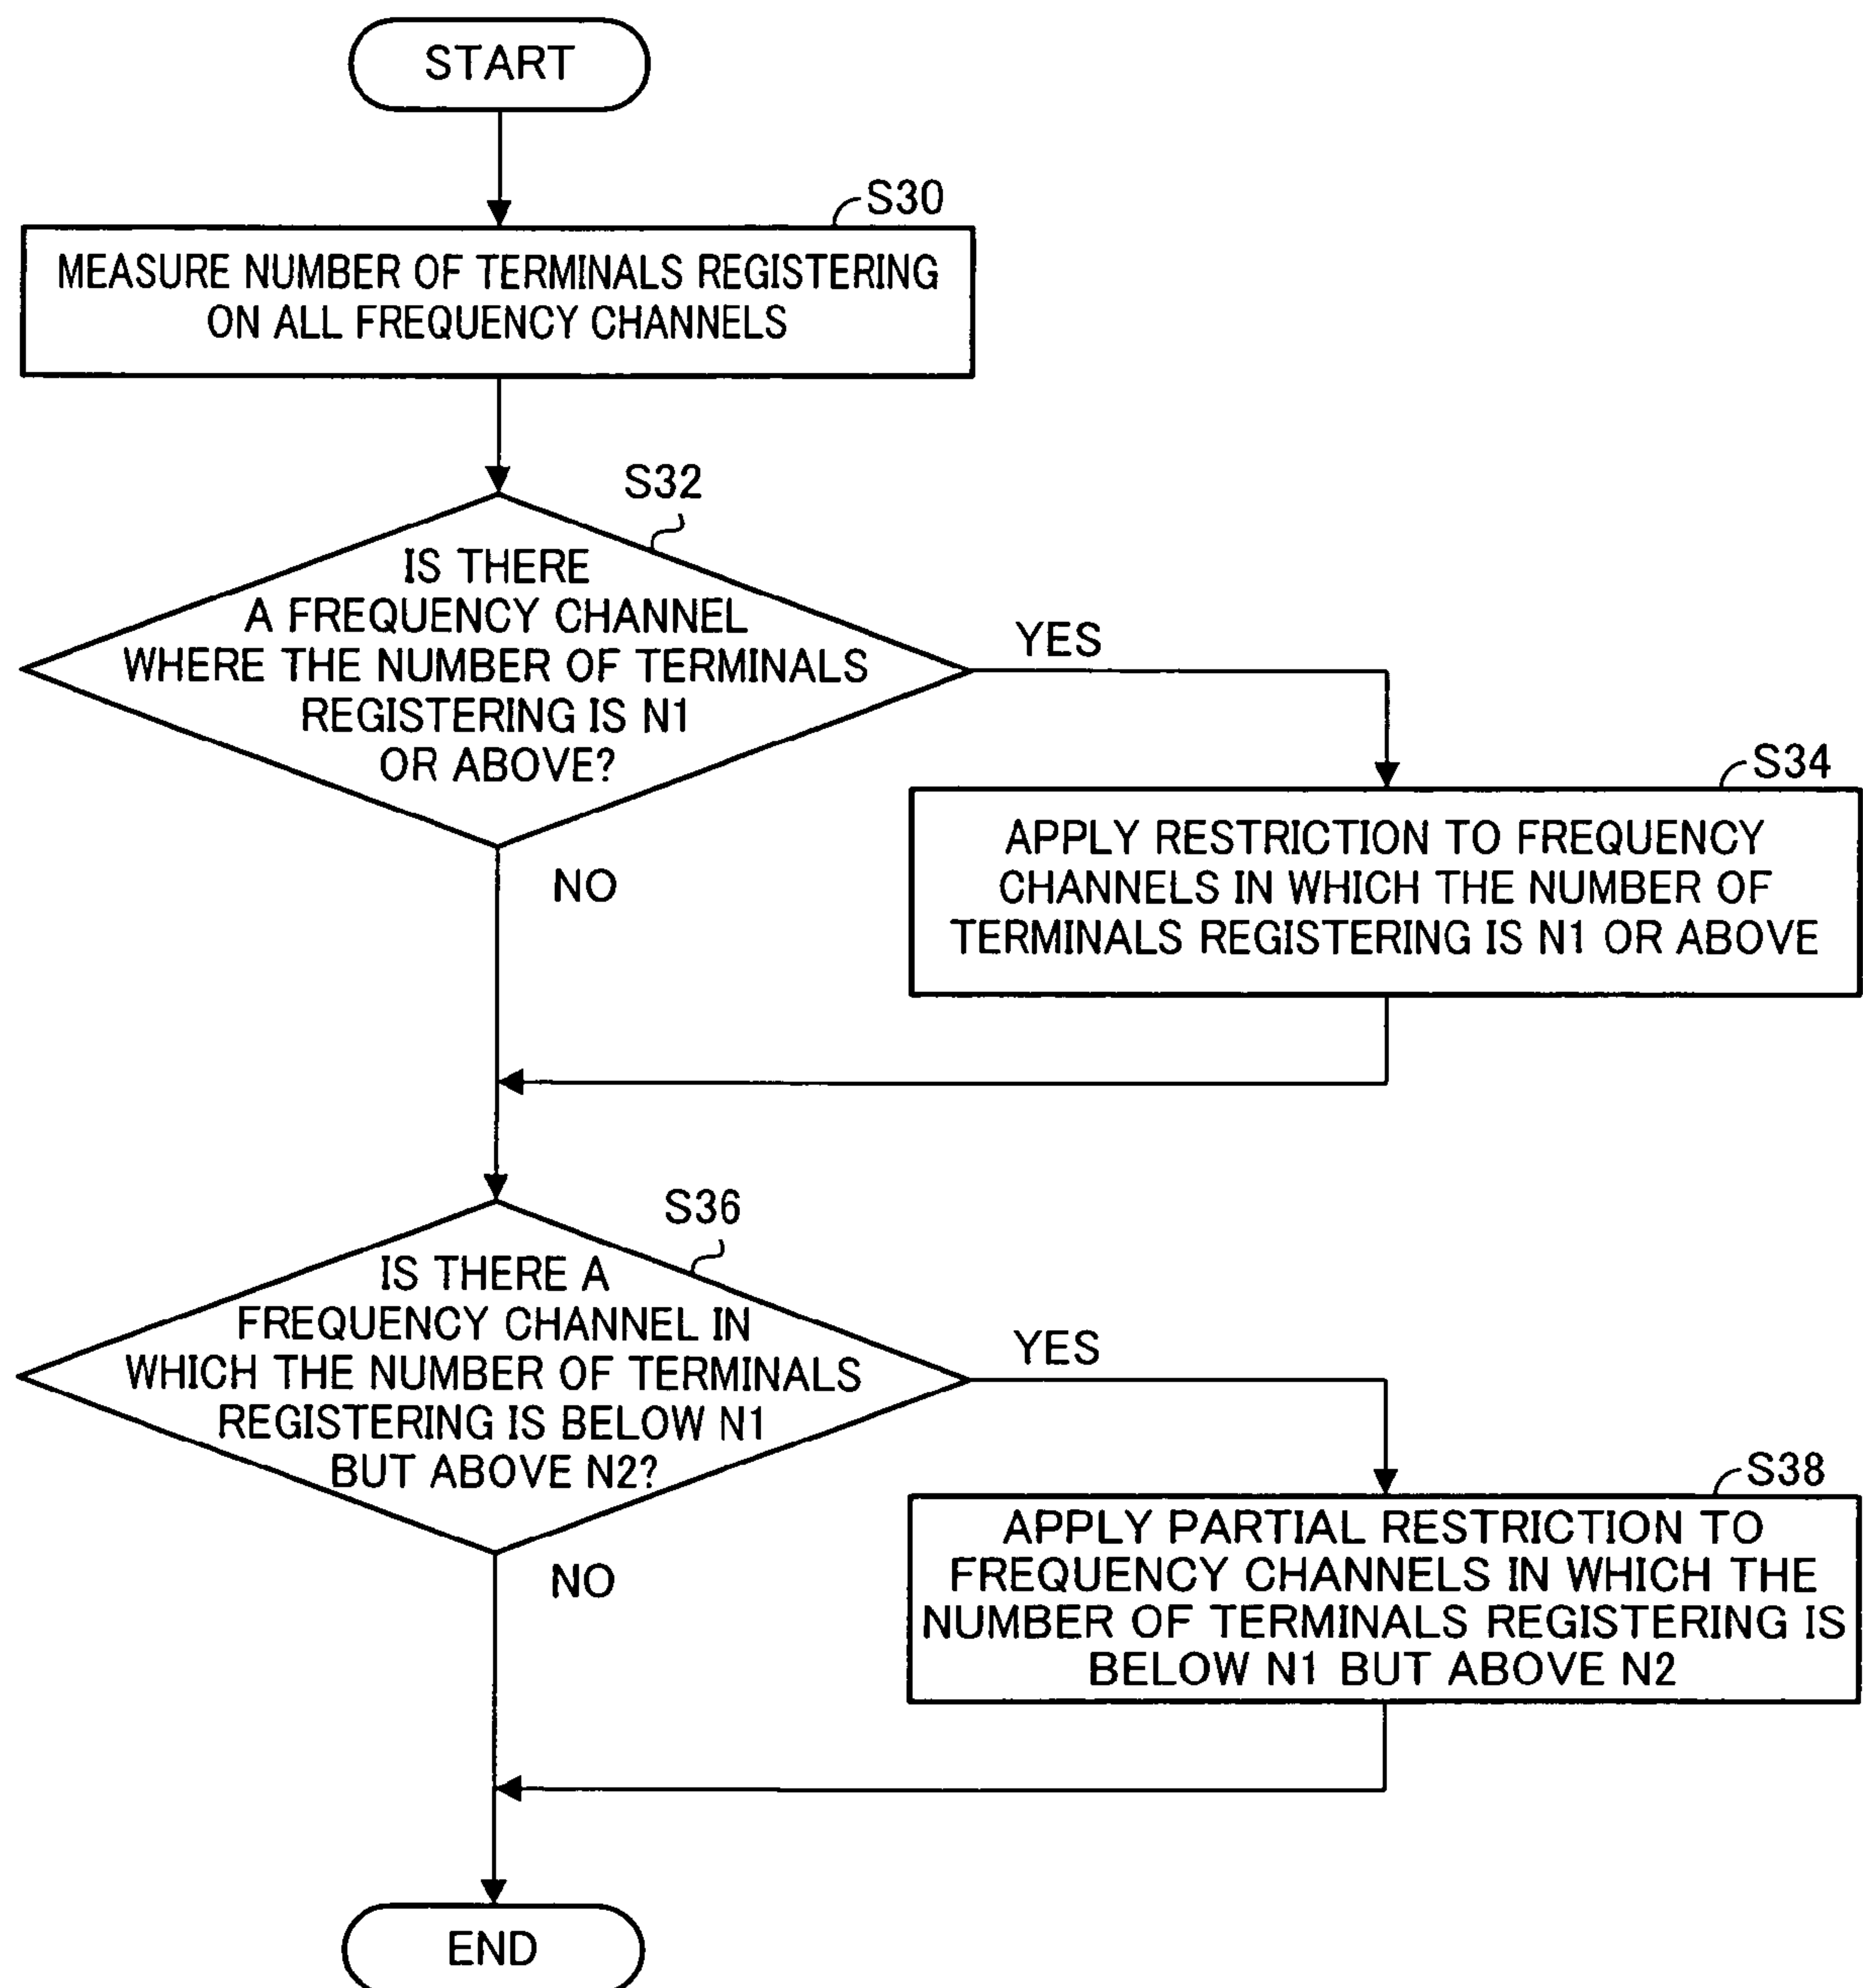 START
S30
MEASURE NUMBER OF TERMINALS REGISTERING
ON ALL FREQUENCY CHANNELS
S32
IS THERE
A FREQUENCY CHANNEL
WHERE THE NUMBER OF TERMINALS
REGISTERING IS N1
OR ABOVE?
YES
NO
S34
APPLY RESTRICTION TO FREQUENCY
CHANNELS IN WHICH THE NUMBER OF
TERMINALS REGISTERING IS N1 OR ABOVE
S36
IS THERE A
FREQUENCY CHANNEL IN
WHICH THE NUMBER OF TERMINALS
REGISTERING IS BELOW N1
BUT ABOVE N2?
YES
NO
S38
APPLY PARTIAL RESTRICTION TO
FREQUENCY CHANNELS IN WHICH THE
NUMBER OF TERMINALS REGISTERING IS
BELOW N1 BUT ABOVE N2
END